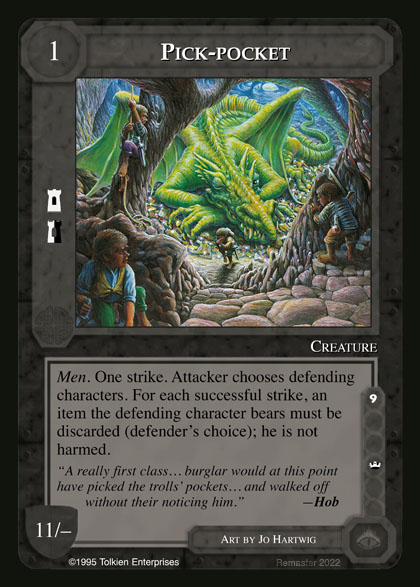 1
PICK-POCKET
CREATURE
Men. One strike. Attacker chooses defending
characters. For each successful strike, an
item the defending character bears must be
discarded (defender's choice); he is not
harmed.
“A really first class… burglar would at this point
have picked the trolls' pockets… and walked off
without their noticing him.” —Hob
9
11/–
ART BY JO HARTWIG
©1995 Tolkien Enterprises
Remaster 2022